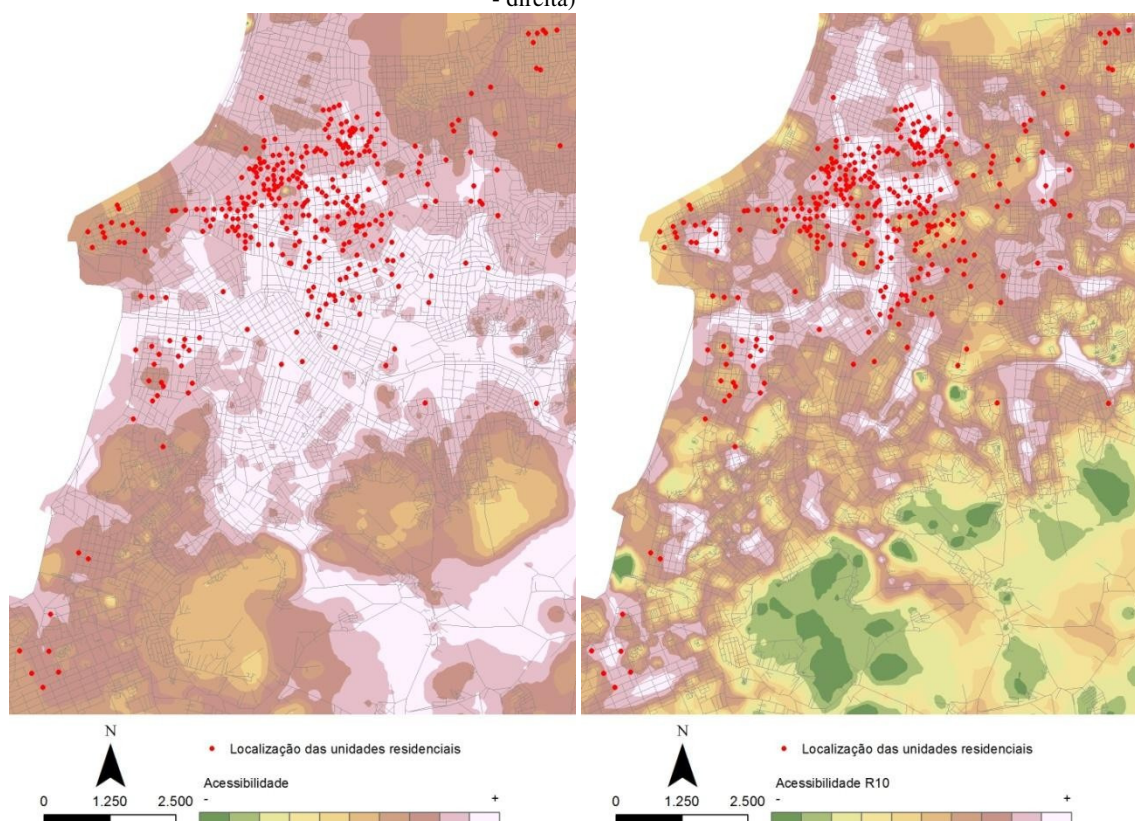 - direita)
N
Localização das unidades residenciais
Acessibilidade
- +
0 1.250 2.500
N
Localização das unidades residenciais
Acessibilidade R10
- +
0 1.250 2.500